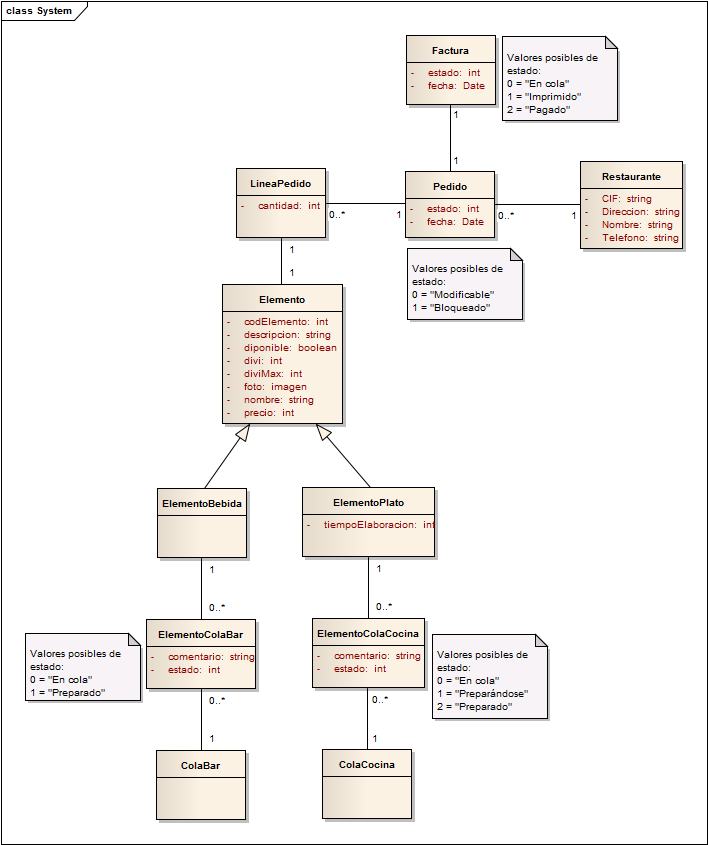 class System
Factura
- estado: int
- fecha: Date
Valores posibles de
estado:
0 = "En cola"
1 = "Imprimido"
2 = "Pagado"
1
1
LineaPedido
- cantidad: int
0..*
1
Pedido
- estado: int
- fecha: Date
0..*
1
Restaurante
- CIF: string
- Direccion: string
- Nombre: string
- Telefono: string
Valores posibles de
estado:
0 = "Modificable"
1 = "Bloqueado"
1
1
Elemento
- codElemento: int
- descripcion: string
- diponible: boolean
- divi: int
- diviMax: int
- foto: imagen
- nombre: string
- precio: int
ElementoBebida
ElementoPlato
- tiempoElaboracion: int
1
0..*
1
0..*
Valores posibles de
estado:
0 = "En cola"
1 = "Preparado"
ElementoColaBar
- comentario: string
- estado: int
ElementoColaCocina
- comentario: string
- estado: int
Valores posibles de
estado:
0 = "En cola"
1 = "Preparándose"
2 = "Preparado"
0..*
1
0..*
1
ColaBar
ColaCocina